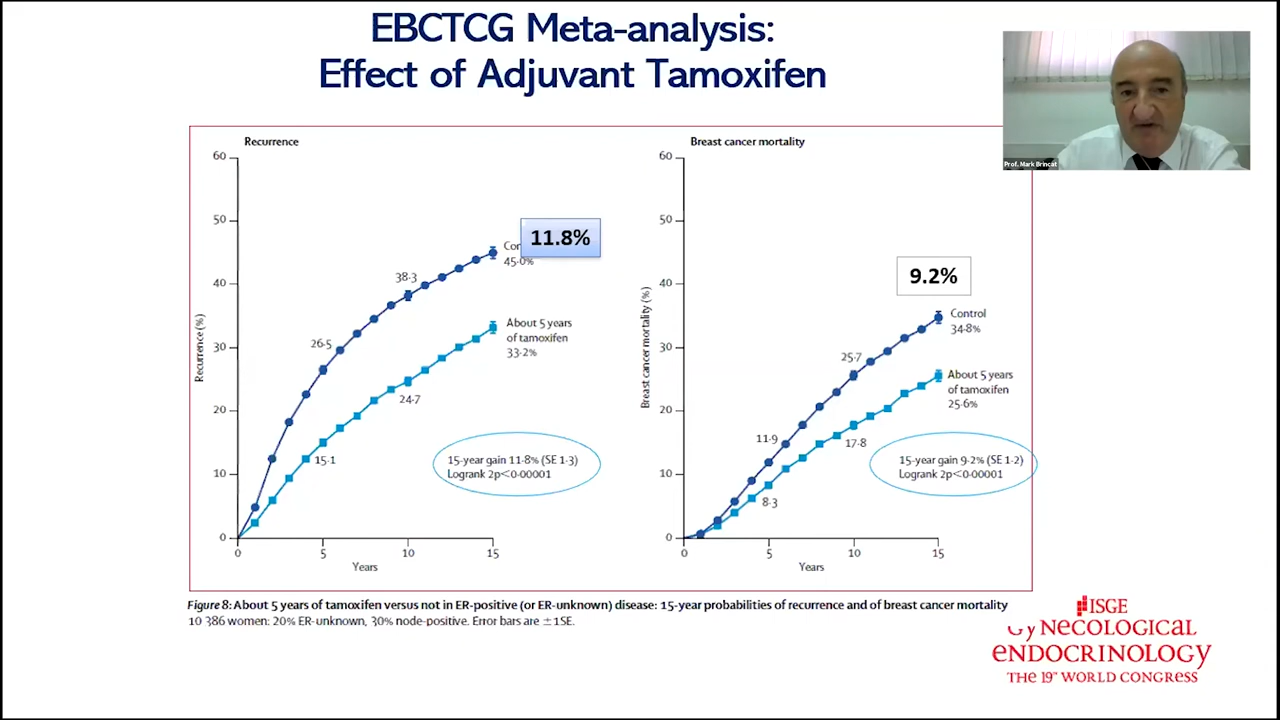 EBCTCG Meta-analysis:
Effect of Adjuvant Tamoxifen
Prof. Mark Brincat
Recurrence
60
50
40
30
20
10
0
Recurrence (%)
0
5
10
15
Years
26·5
38·3
45·0%
11.8%
15·1
24·7
About 5 years
of tamoxifen
33·2%
15-year gain 11·8% (SE 1·3)
Logrank 2p<0·00001
Breast cancer mortality
60
50
40
30
20
10
0
Breast cancer mortality (%)
0
5
10
15
Years
9.2%
11·9
25·7
Control
34·8%
8·3
17·8
About 5 years
of tamoxifen
25·6%
15-year gain 9·2% (SE 1·2)
Logrank 2p<0·00001
Figure 8: About 5 years of tamoxifen versus not in ER-positive (or ER-unknown) disease: 15-year probabilities of recurrence and of breast cancer mortality
10 386 women: 20% ER-unknown, 30% node-positive. Error bars are ±1SE.
ISGE
GYNECOLOGICAL
ENDOCRINOLOGY
THE 19TH WORLD CONGRESS